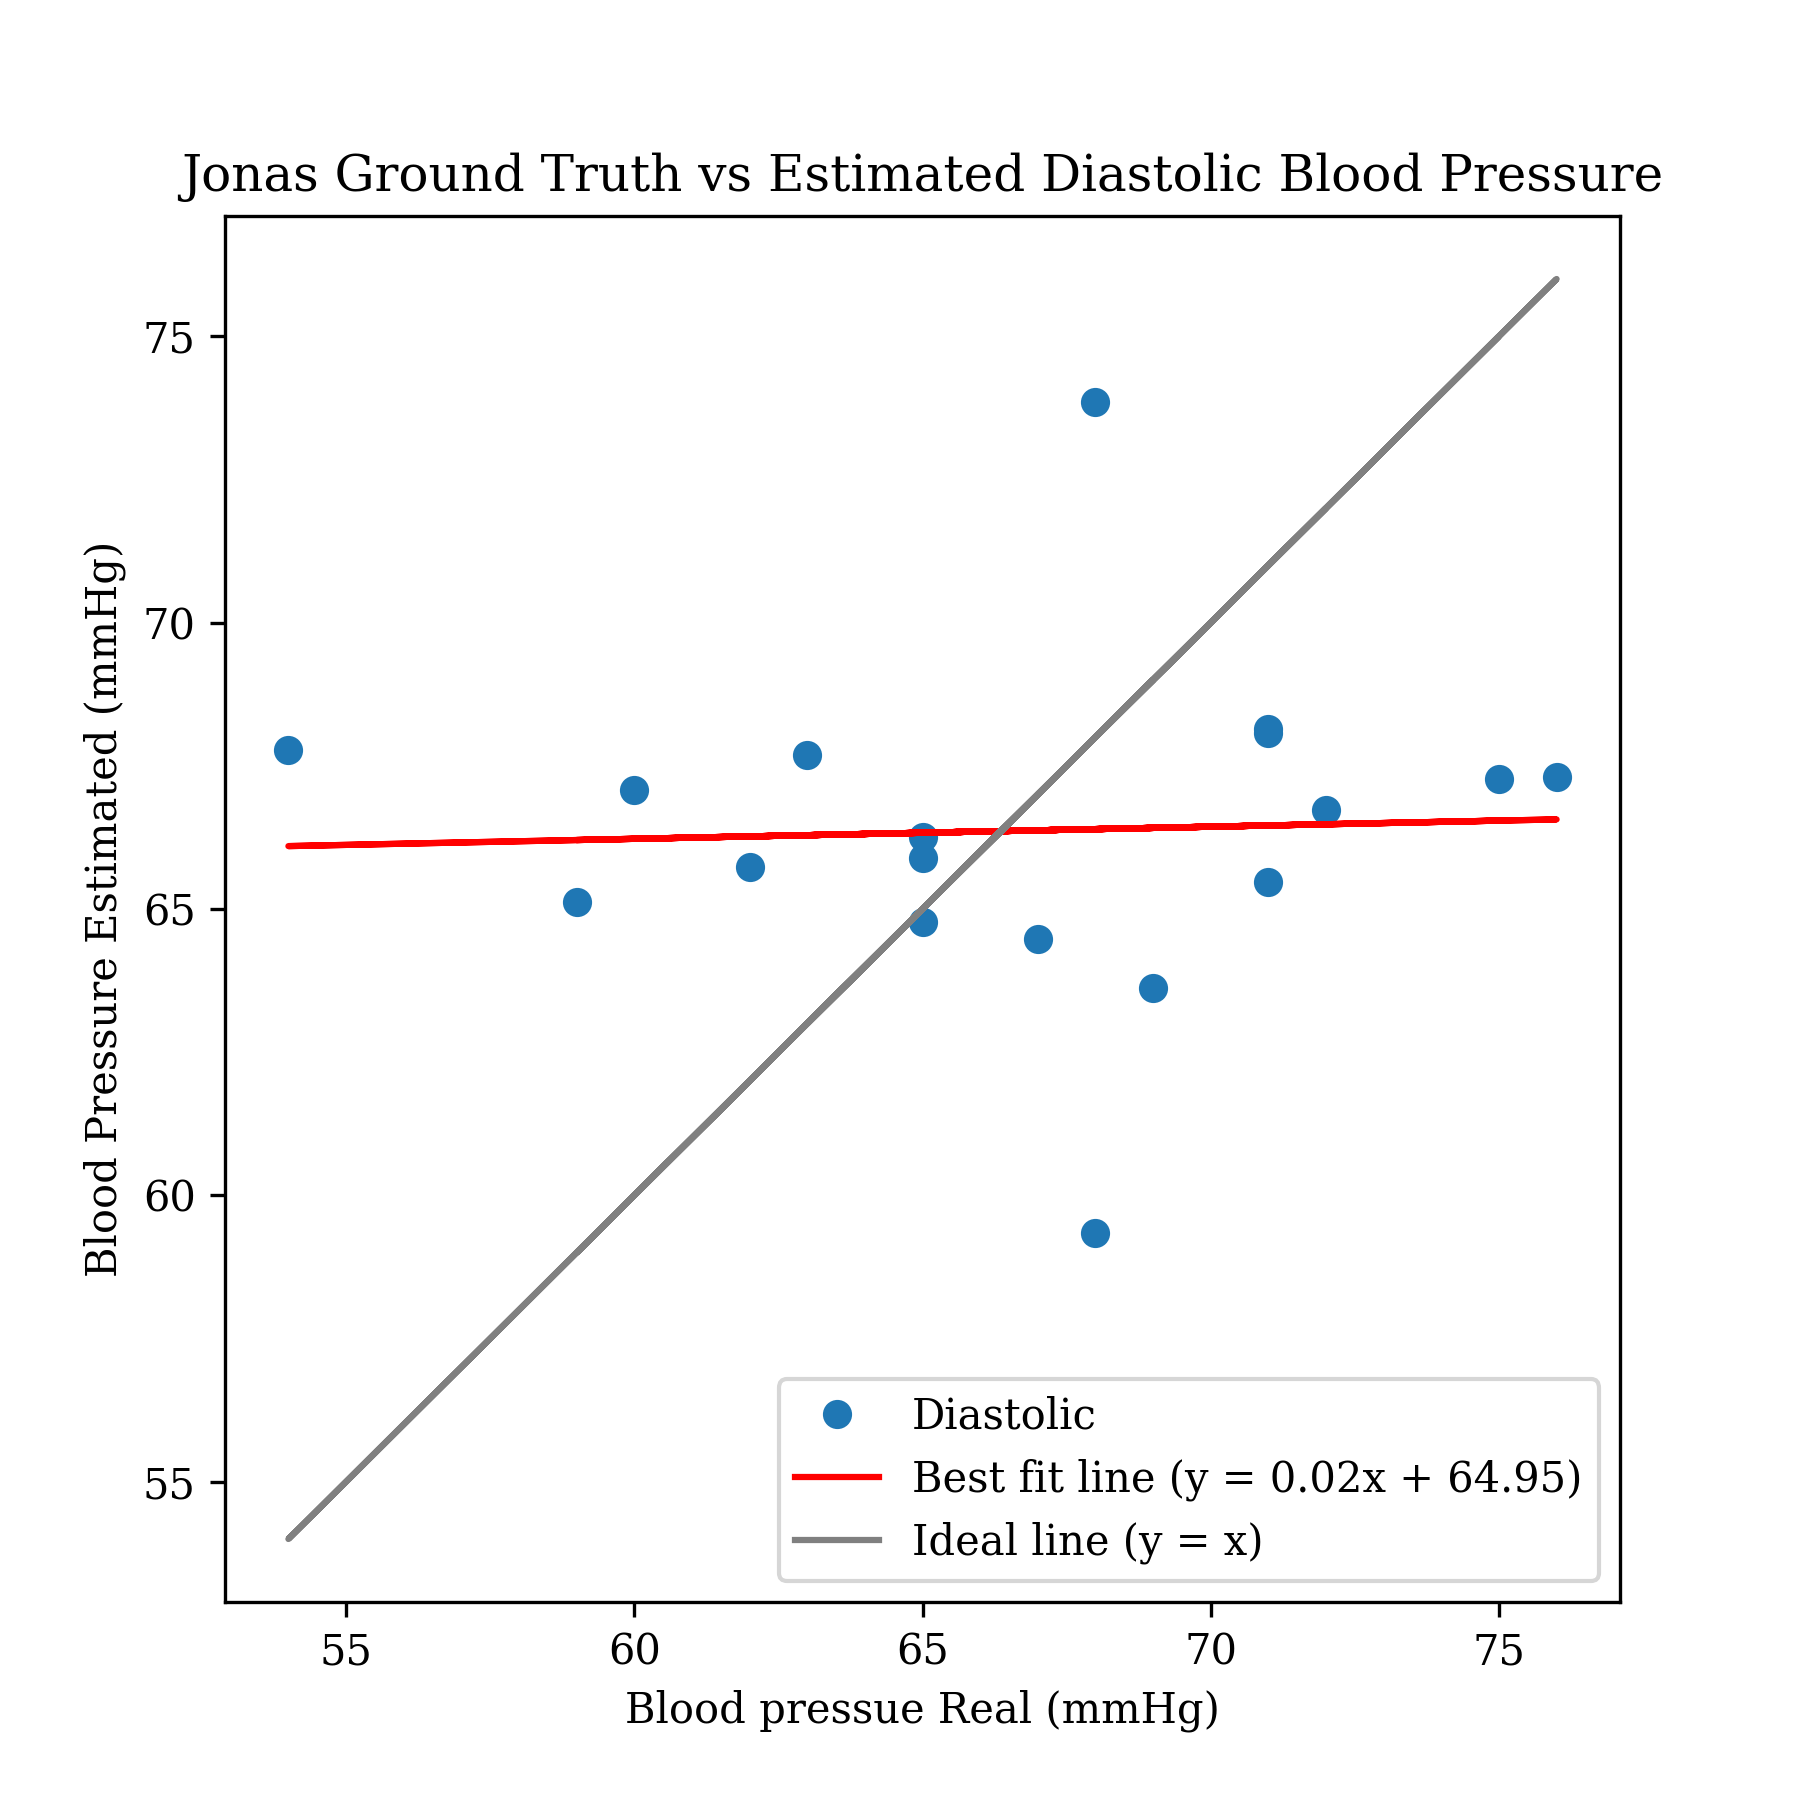 Jonas Ground Truth vs Estimated Diastolic Blood Pressure
Blood Pressure Estimated (mmHg)
75
70
65
60
55
Diastolic
Best fit line (y = 0.02x + 64.95)
Ideal line (y = x)
55 60 65 70 75
Blood pressue Real (mmHg)